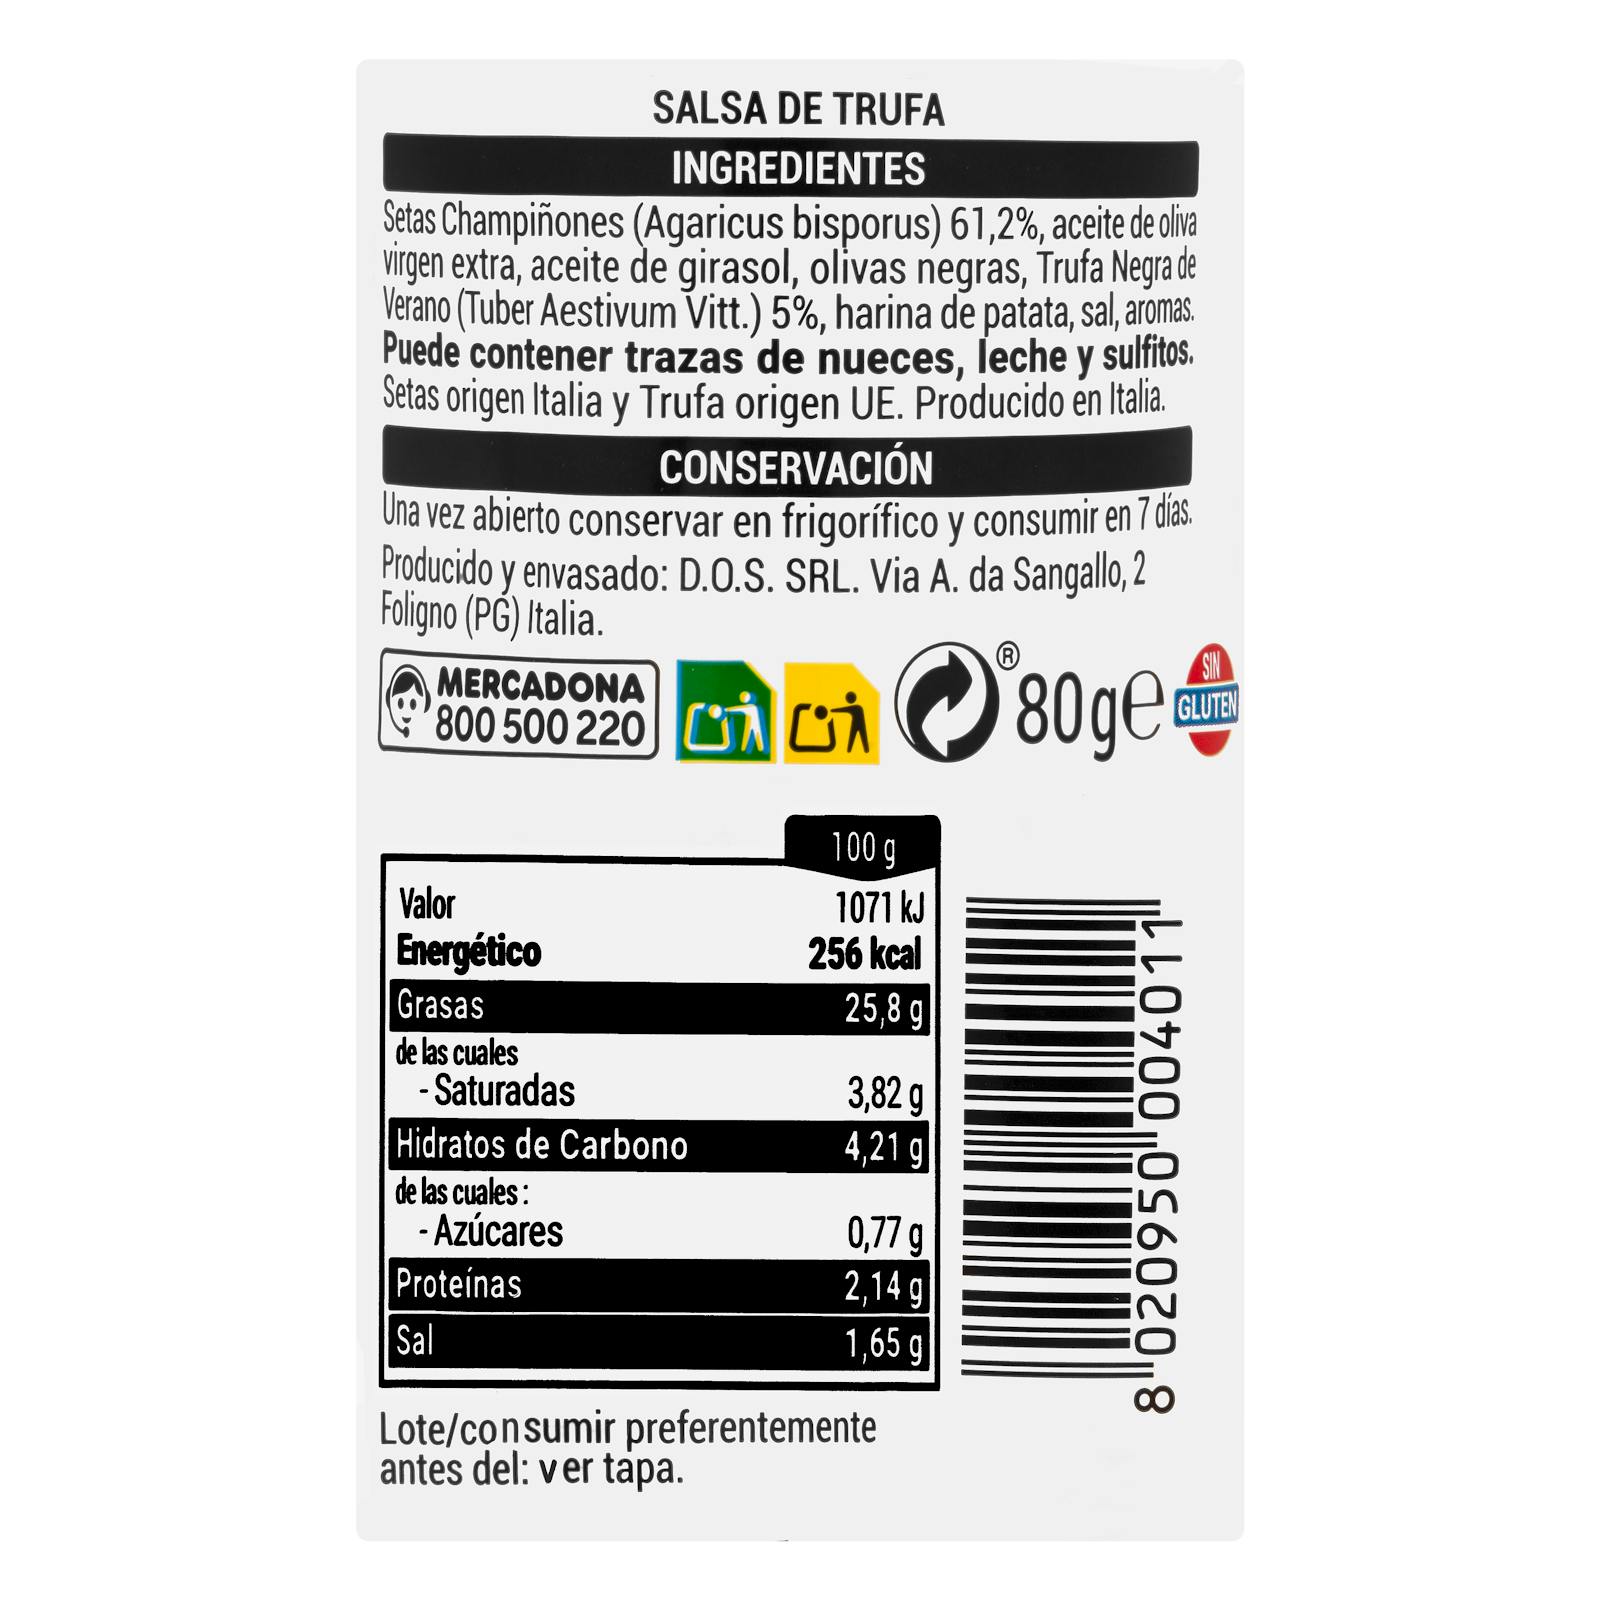 SALSA DE TRUFA
INGREDIENTES
Setas Champiñones (Agaricus bisporus) 61,2%, aceite de oliva
virgen extra, aceite de girasol, olivas negras, Trufa Negra de
Verano (Tuber Aestivum Vitt.) 5%, harina de patata, sal, aromas.
Puede contener trazas de nueces, leche y sulfitos.
Setas origen Italia y Trufa origen UE. Producido en Italia.
CONSERVACIÓN
Una vez abierto conservar en frigorífico y consumir en 7 días.
Producido y envasado: D.O.S. SRL. Via A. da Sangallo, 2
Foligno (PG) Italia.
MERCADONA
800 500 220
® 80g e
SIN
GLUTEN
100 g
Valor 1071 kJ
Energético 256 kcal
Grasas 25,8 g
de las cuales
- Saturadas 3,82 g
Hidratos de Carbono 4,21 g
de las cuales:
- Azúcares 0,77 g
Proteínas 2,14 g
Sal 1,65 g
8 020950 004011
Lote/consumir preferentemente
antes del: ver tapa.